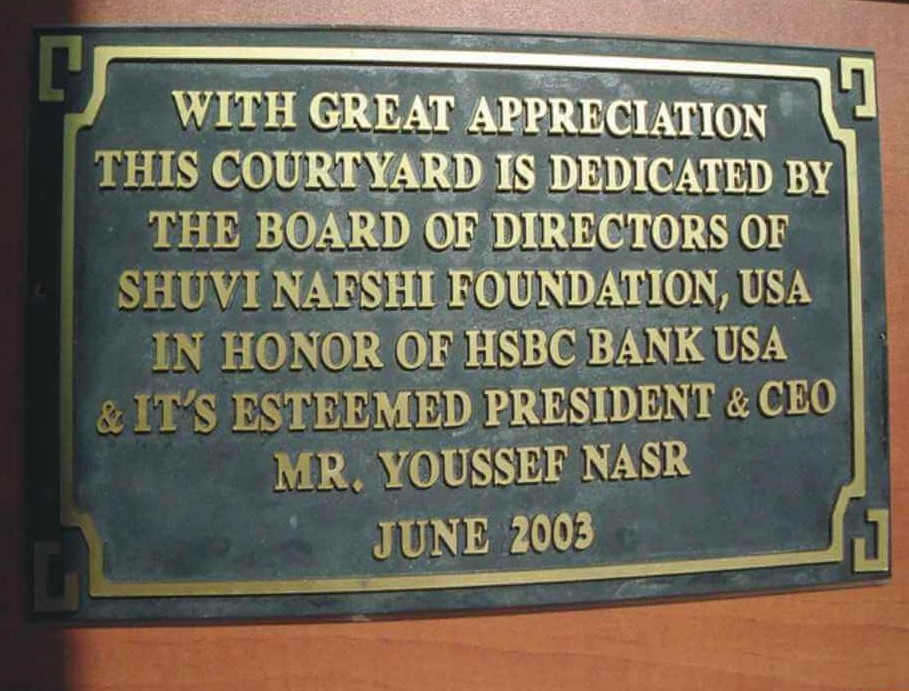 WITH GREAT APPRECIATION
THIS COURTYARD IS DEDICATED BY
THE BOARD OF DIRECTORS OF
SHUVI NAFSHI FOUNDATION, USA
IN HONOR OF HSBC BANK USA
& IT'S ESTEEMED PRESIDENT & CEO
MR. YOUSSEF NASR
JUNE 2003